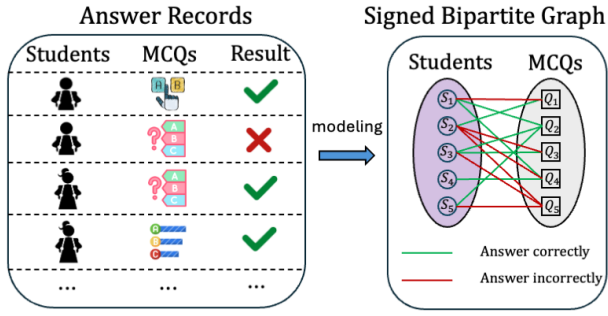 Answer Records
Students MCQs Result
A B
? A B C
? A B C
A B C
... ... ...
modeling
Signed Bipartite Graph
Students MCQs
S1 Q1
S2 Q2
S3 Q3
S4 Q4
S5 Q5
Answer correctly
Answer incorrectly